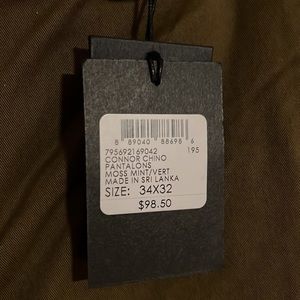 8 89040 88698 6
795692169042 195
CONNOR CHINO
PANTALONS
MOSS MINT/VERT
MADE IN SRI LANKA
SIZE: 34X32
$98.50